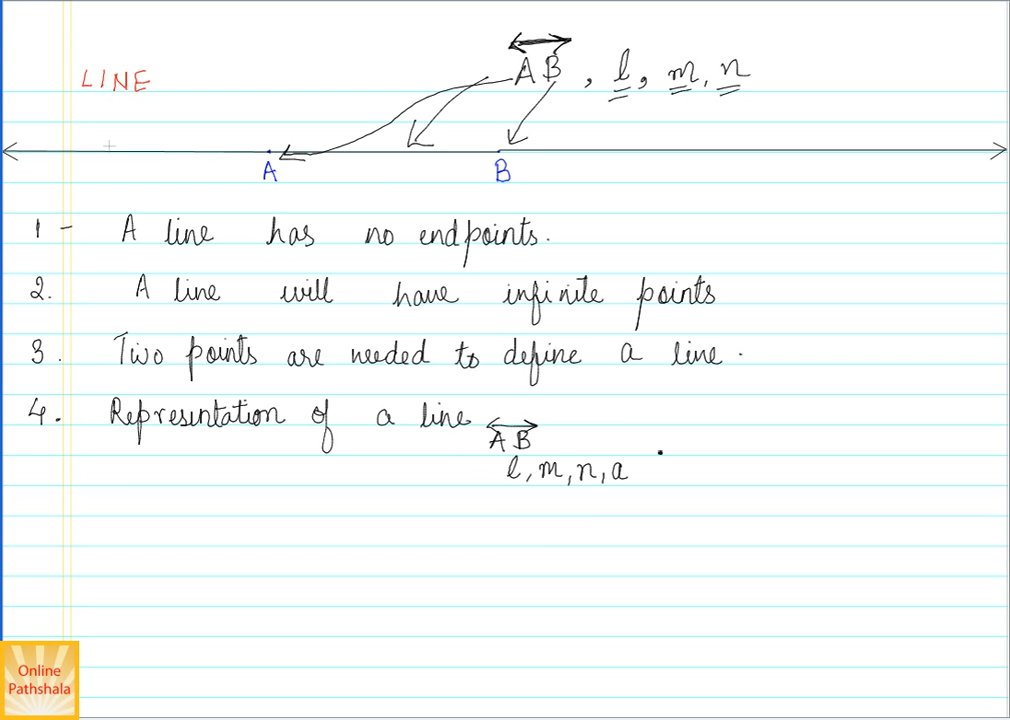 LINE
AB, l, m, n
A B
1 - A line has no endpoints.
2. A line will have infinite points
3. Two points are needed to define a line.
4. Representation of a line AB
l, m, n, a
Online
Pathshala